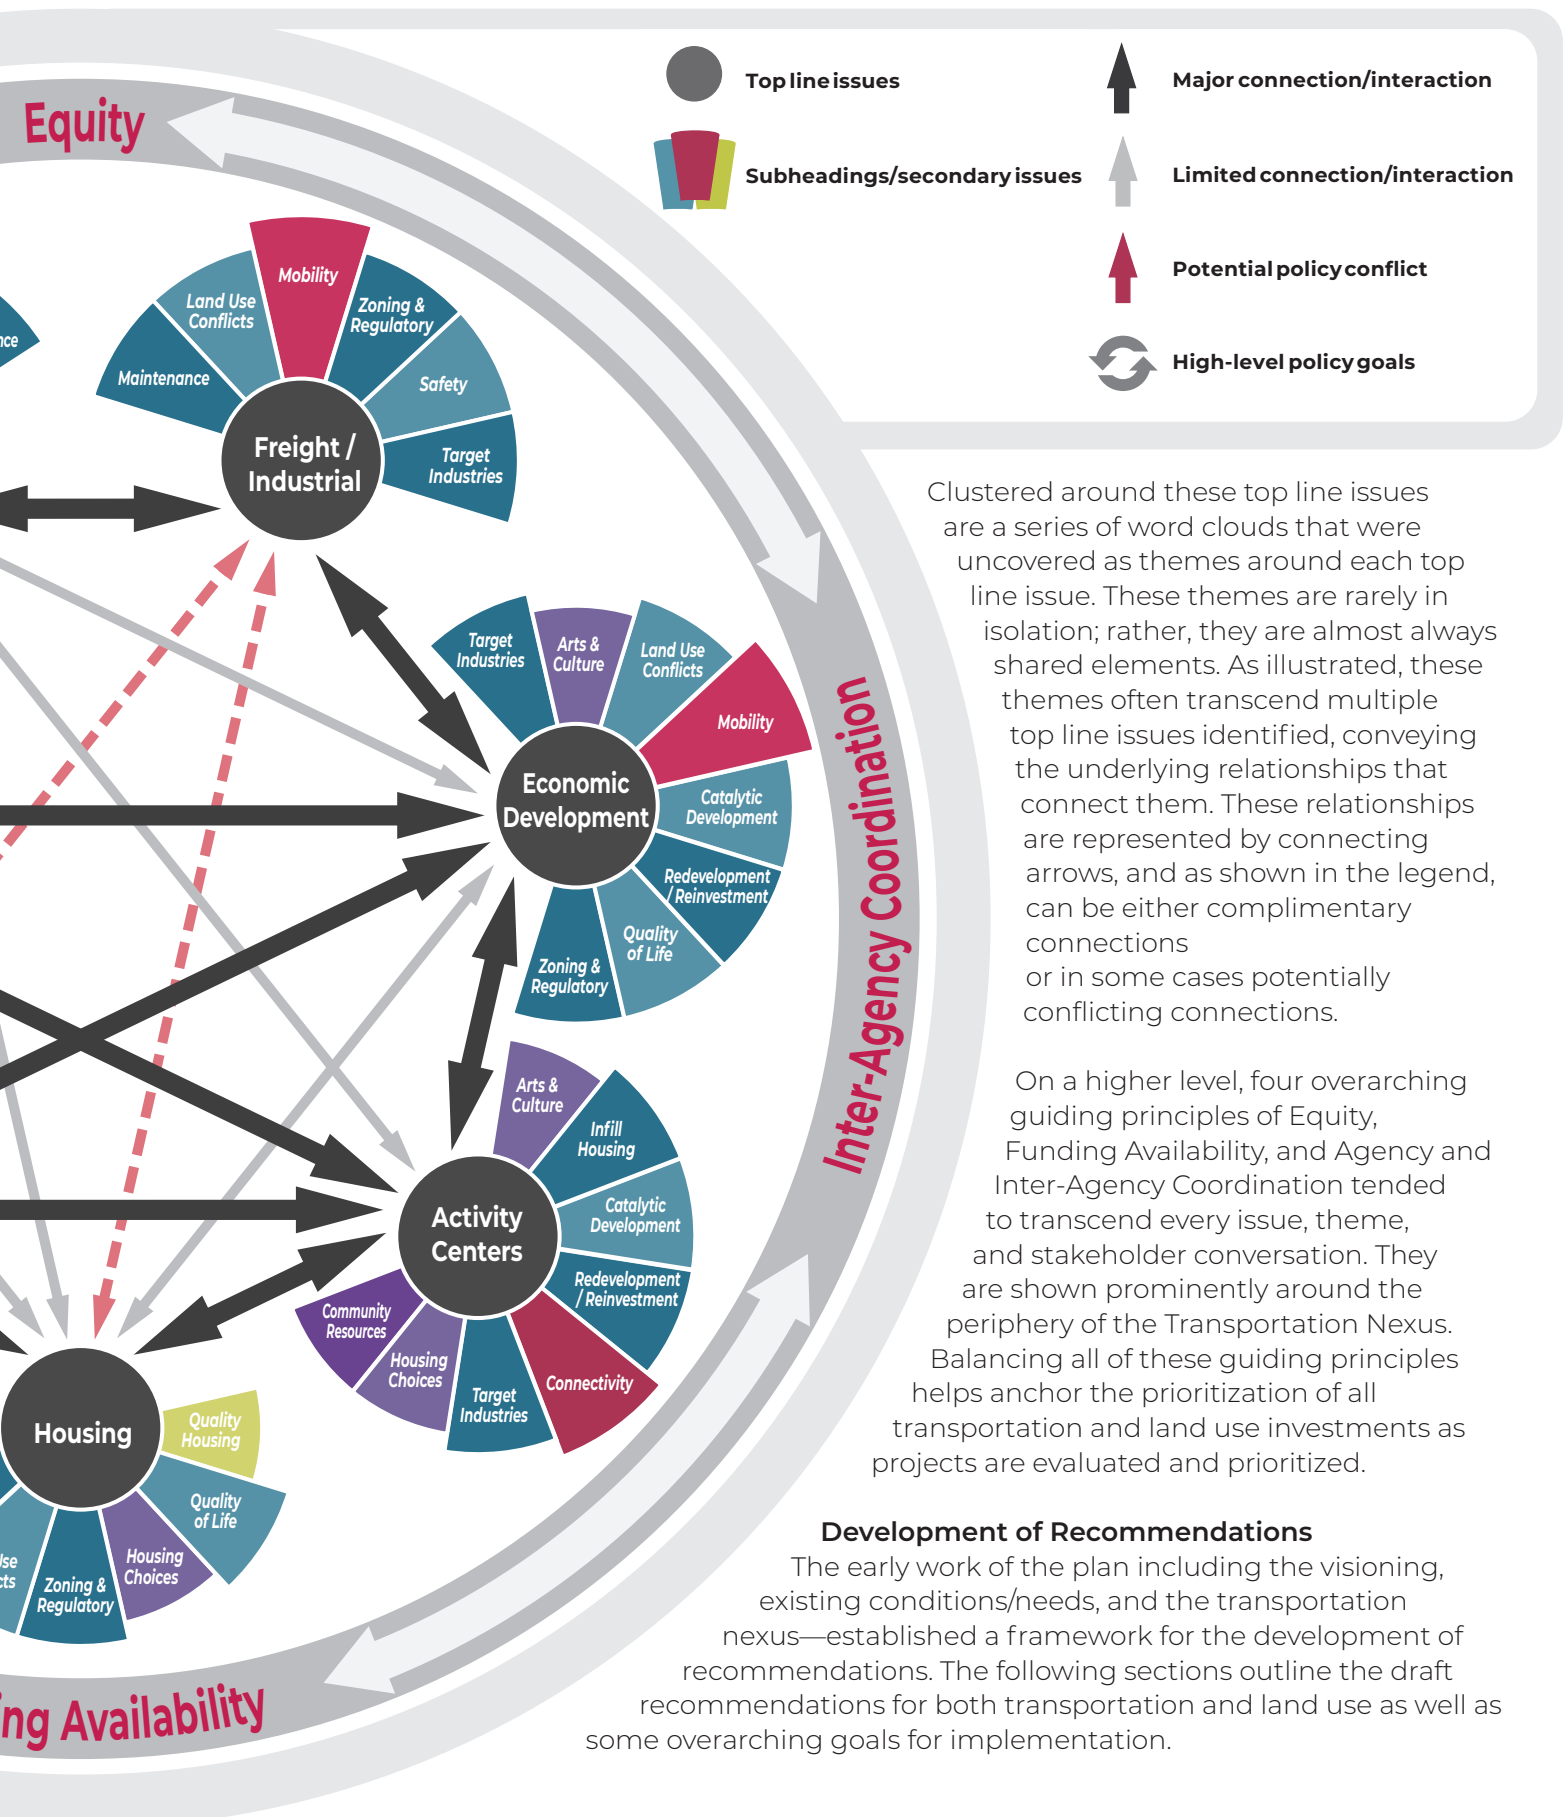 Equity
Top line issues
Subheadings/secondary issues
Major connection/interaction
Limited connection/interaction
Potential policy conflict
High-level policy goals
Maintenance
Land Use
Conflicts
Mobility
Zoning &
Regulatory
Safety
Target
Industries
Freight /
Industrial
Target
Industries
Arts &
Culture
Land Use
Conflicts
Mobility
Catalytic
Development
Redevelopment
/ Reinvestment
Quality
of Life
Zoning &
Regulatory
Economic
Development
Inter-Agency Coordination
Arts &
Culture
Infill
Housing
Catalytic
Development
Redevelopment
/ Reinvestment
Connectivity
Target
Industries
Housing
Choices
Community
Resources
Activity
Centers
Housing
Quality
Housing
Quality
of Life
Housing
Choices
Zoning &
Regulatory
ng Availability
Clustered around these top line issues
are a series of word clouds that were
uncovered as themes around each top
line issue. These themes are rarely in
isolation; rather, they are almost always
shared elements. As illustrated, these
themes often transcend multiple
top line issues identified, conveying
the underlying relationships that
connect them. These relationships
are represented by connecting
arrows, and as shown in the legend,
can be either complimentary
connections
or in some cases potentially
conflicting connections.
On a higher level, four overarching
guiding principles of Equity,
Funding Availability, and Agency and
Inter-Agency Coordination tended
to transcend every issue, theme,
and stakeholder conversation. They
are shown prominently around the
periphery of the Transportation Nexus.
Balancing all of these guiding principles
helps anchor the prioritization of all
transportation and land use investments as
projects are evaluated and prioritized.
Development of Recommendations
The early work of the plan including the visioning,
existing conditions/needs, and the transportation
nexus—established a framework for the development of
recommendations. The following sections outline the draft
recommendations for both transportation and land use as well as
some overarching goals for implementation.